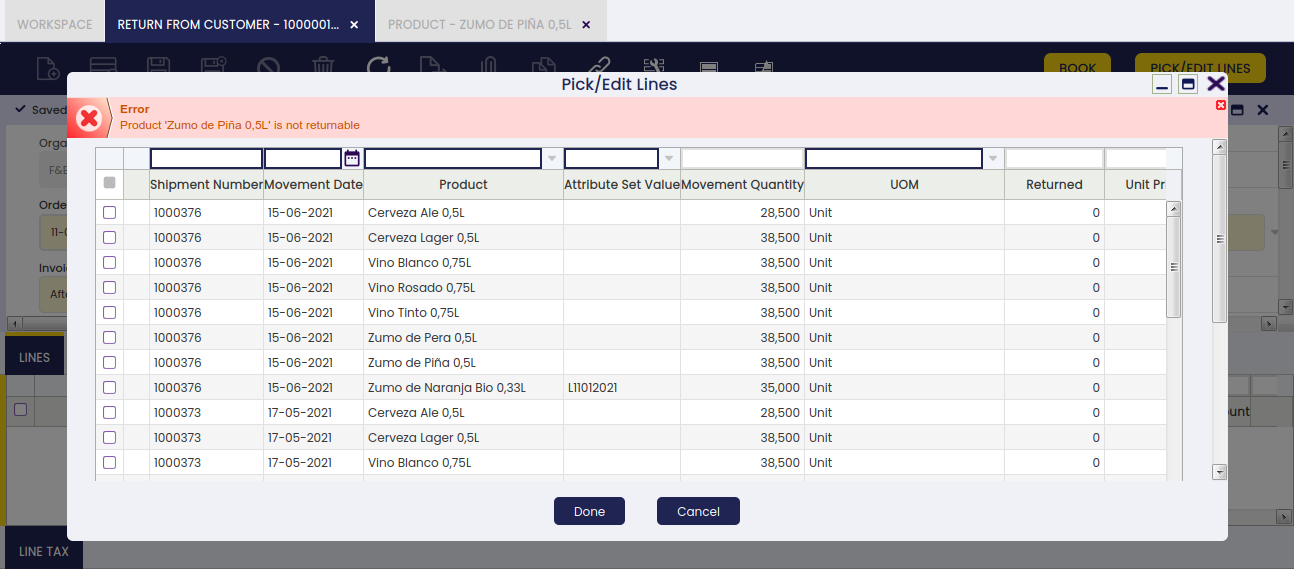 WORKSPACE
RETURN FROM CUSTOMER - 1000001...
PRODUCT - ZUMO DE PIÑA 0,5L
BOOK
PICK/EDIT LINES
Pick/Edit Lines
Saved
Error
Product 'Zumo de Piña 0,5L' is not returnable
Orga
F&B
Orde
11-0
Invoi
Afte
Shipment Number Movement Date Product Attribute Set Value Movement Quantity UOM Returned Unit Pr
1000376 15-06-2021 Cerveza Ale 0,5L 28,500 Unit 0
1000376 15-06-2021 Cerveza Lager 0,5L 38,500 Unit 0
1000376 15-06-2021 Vino Blanco 0,75L 38,500 Unit 0
1000376 15-06-2021 Vino Rosado 0,75L 38,500 Unit 0
1000376 15-06-2021 Vino Tinto 0,75L 38,500 Unit 0
1000376 15-06-2021 Zumo de Pera 0,5L 38,500 Unit 0
1000376 15-06-2021 Zumo de Piña 0,5L 38,500 Unit 0
1000376 15-06-2021 Zumo de Naranja Bio 0,33L L11012021 35,000 Unit 0
1000373 17-05-2021 Cerveza Ale 0,5L 28,500 Unit 0
1000373 17-05-2021 Cerveza Lager 0,5L 38,500 Unit 0
1000373 17-05-2021 Vino Blanco 0,75L 38,500 Unit 0
LINES
ount
Done
Cancel
LINE TAX